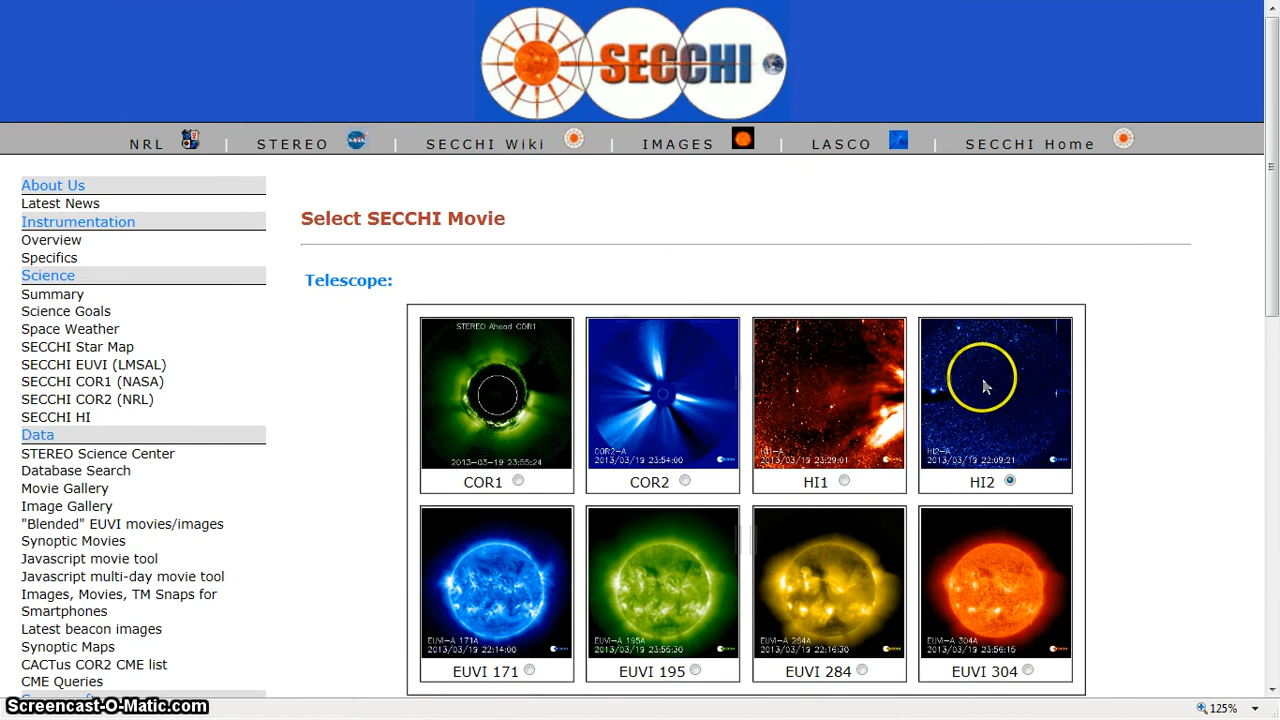 SECCHI
NRL | STEREO | SECCHI Wiki | IMAGES | LASCO | SECCHI Home
About Us
Latest News
Instrumentation
Overview
Specifics
Science
Summary
Science Goals
Space Weather
SECCHI Star Map
SECCHI EUVI (LMSAL)
SECCHI COR1 (NASA)
SECCHI COR2 (NRL)
SECCHI HI
Data
STEREO Science Center
Database Search
Movie Gallery
Image Gallery
"Blended" EUVI movies/images
Synoptic Movies
Javascript movie tool
Javascript multi-day movie tool
Images, Movies, TM Snaps for
Smartphones
Latest beacon images
Synoptic Maps
CACTus COR2 CME list
CME Queries
Select SECCHI Movie
Telescope:
STEREO Ahead COR1
2013-03-19 23:55:24
COR1
COR2-A
2013/03/19 23:54:00
COR2
2013/03/19 23:29:01
HI1
HI2-A
2013/03/19 22:09:21
HI2
EUVI-A 171A
2013/03/19 22:14:00
EUVI 171
EUVI-A 195A
2013/03/19 23:55:30
EUVI 195
EUVI-A 284A
2013/03/19 22:16:30
EUVI 284
EUVI-A 304A
2013/03/19 23:56:15
EUVI 304
Screencast-O-Matic.com
125%